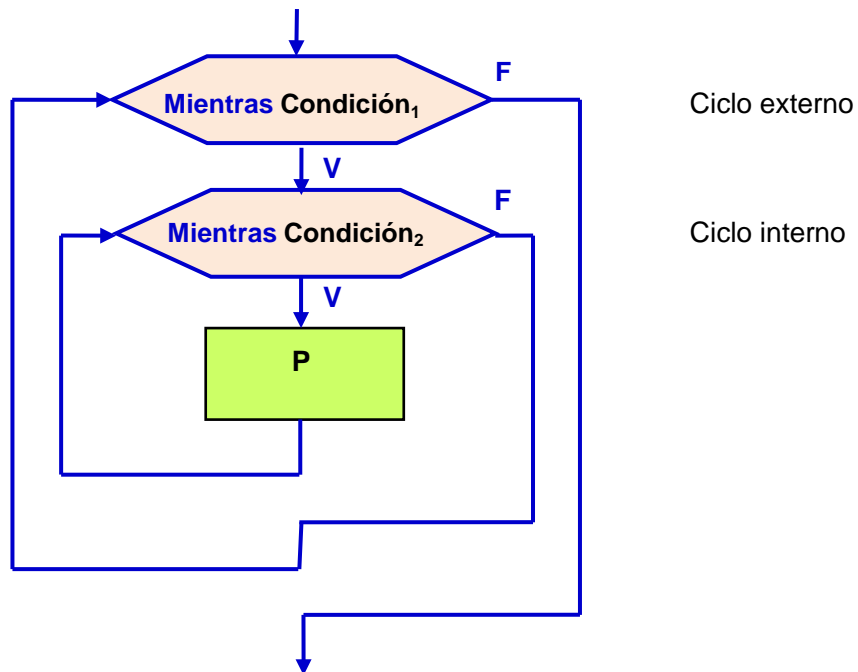 F
Mientras Condición₁
Ciclo externo
V
F
Mientras Condición₂
Ciclo interno
V
P